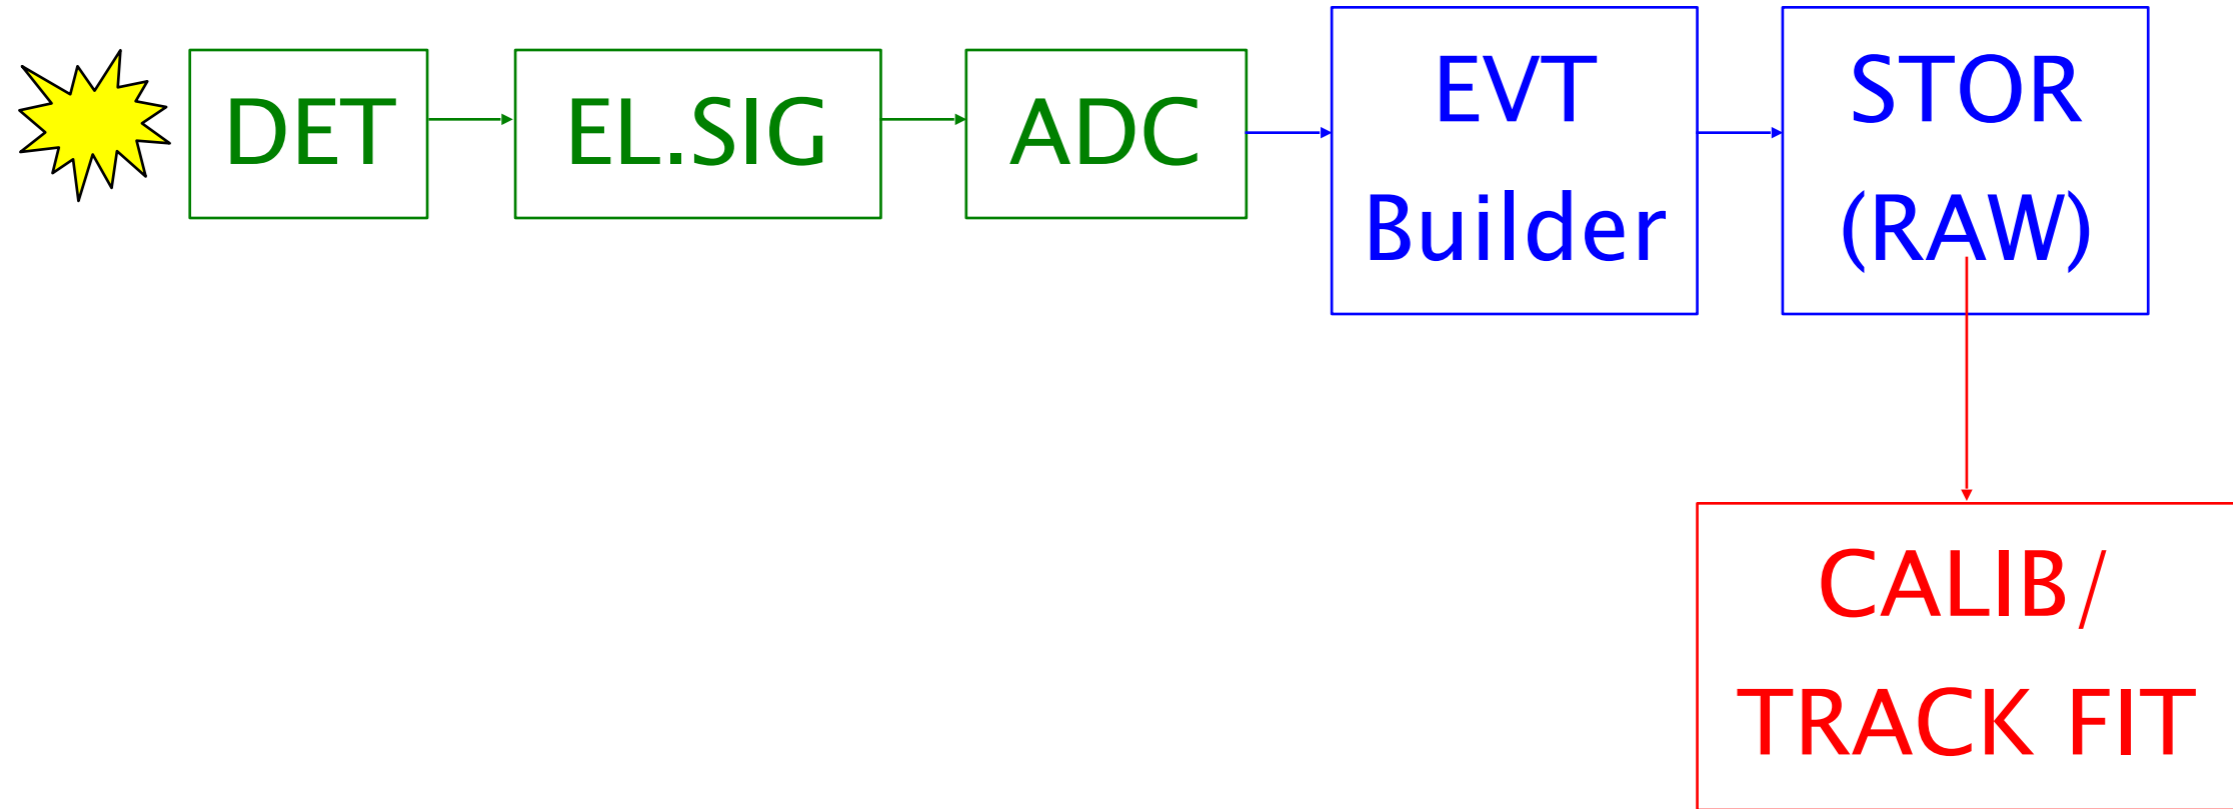 DET
EL.SIG
ADC
EVT
Builder
STOR
(RAW)
CALIB/
TRACK FIT